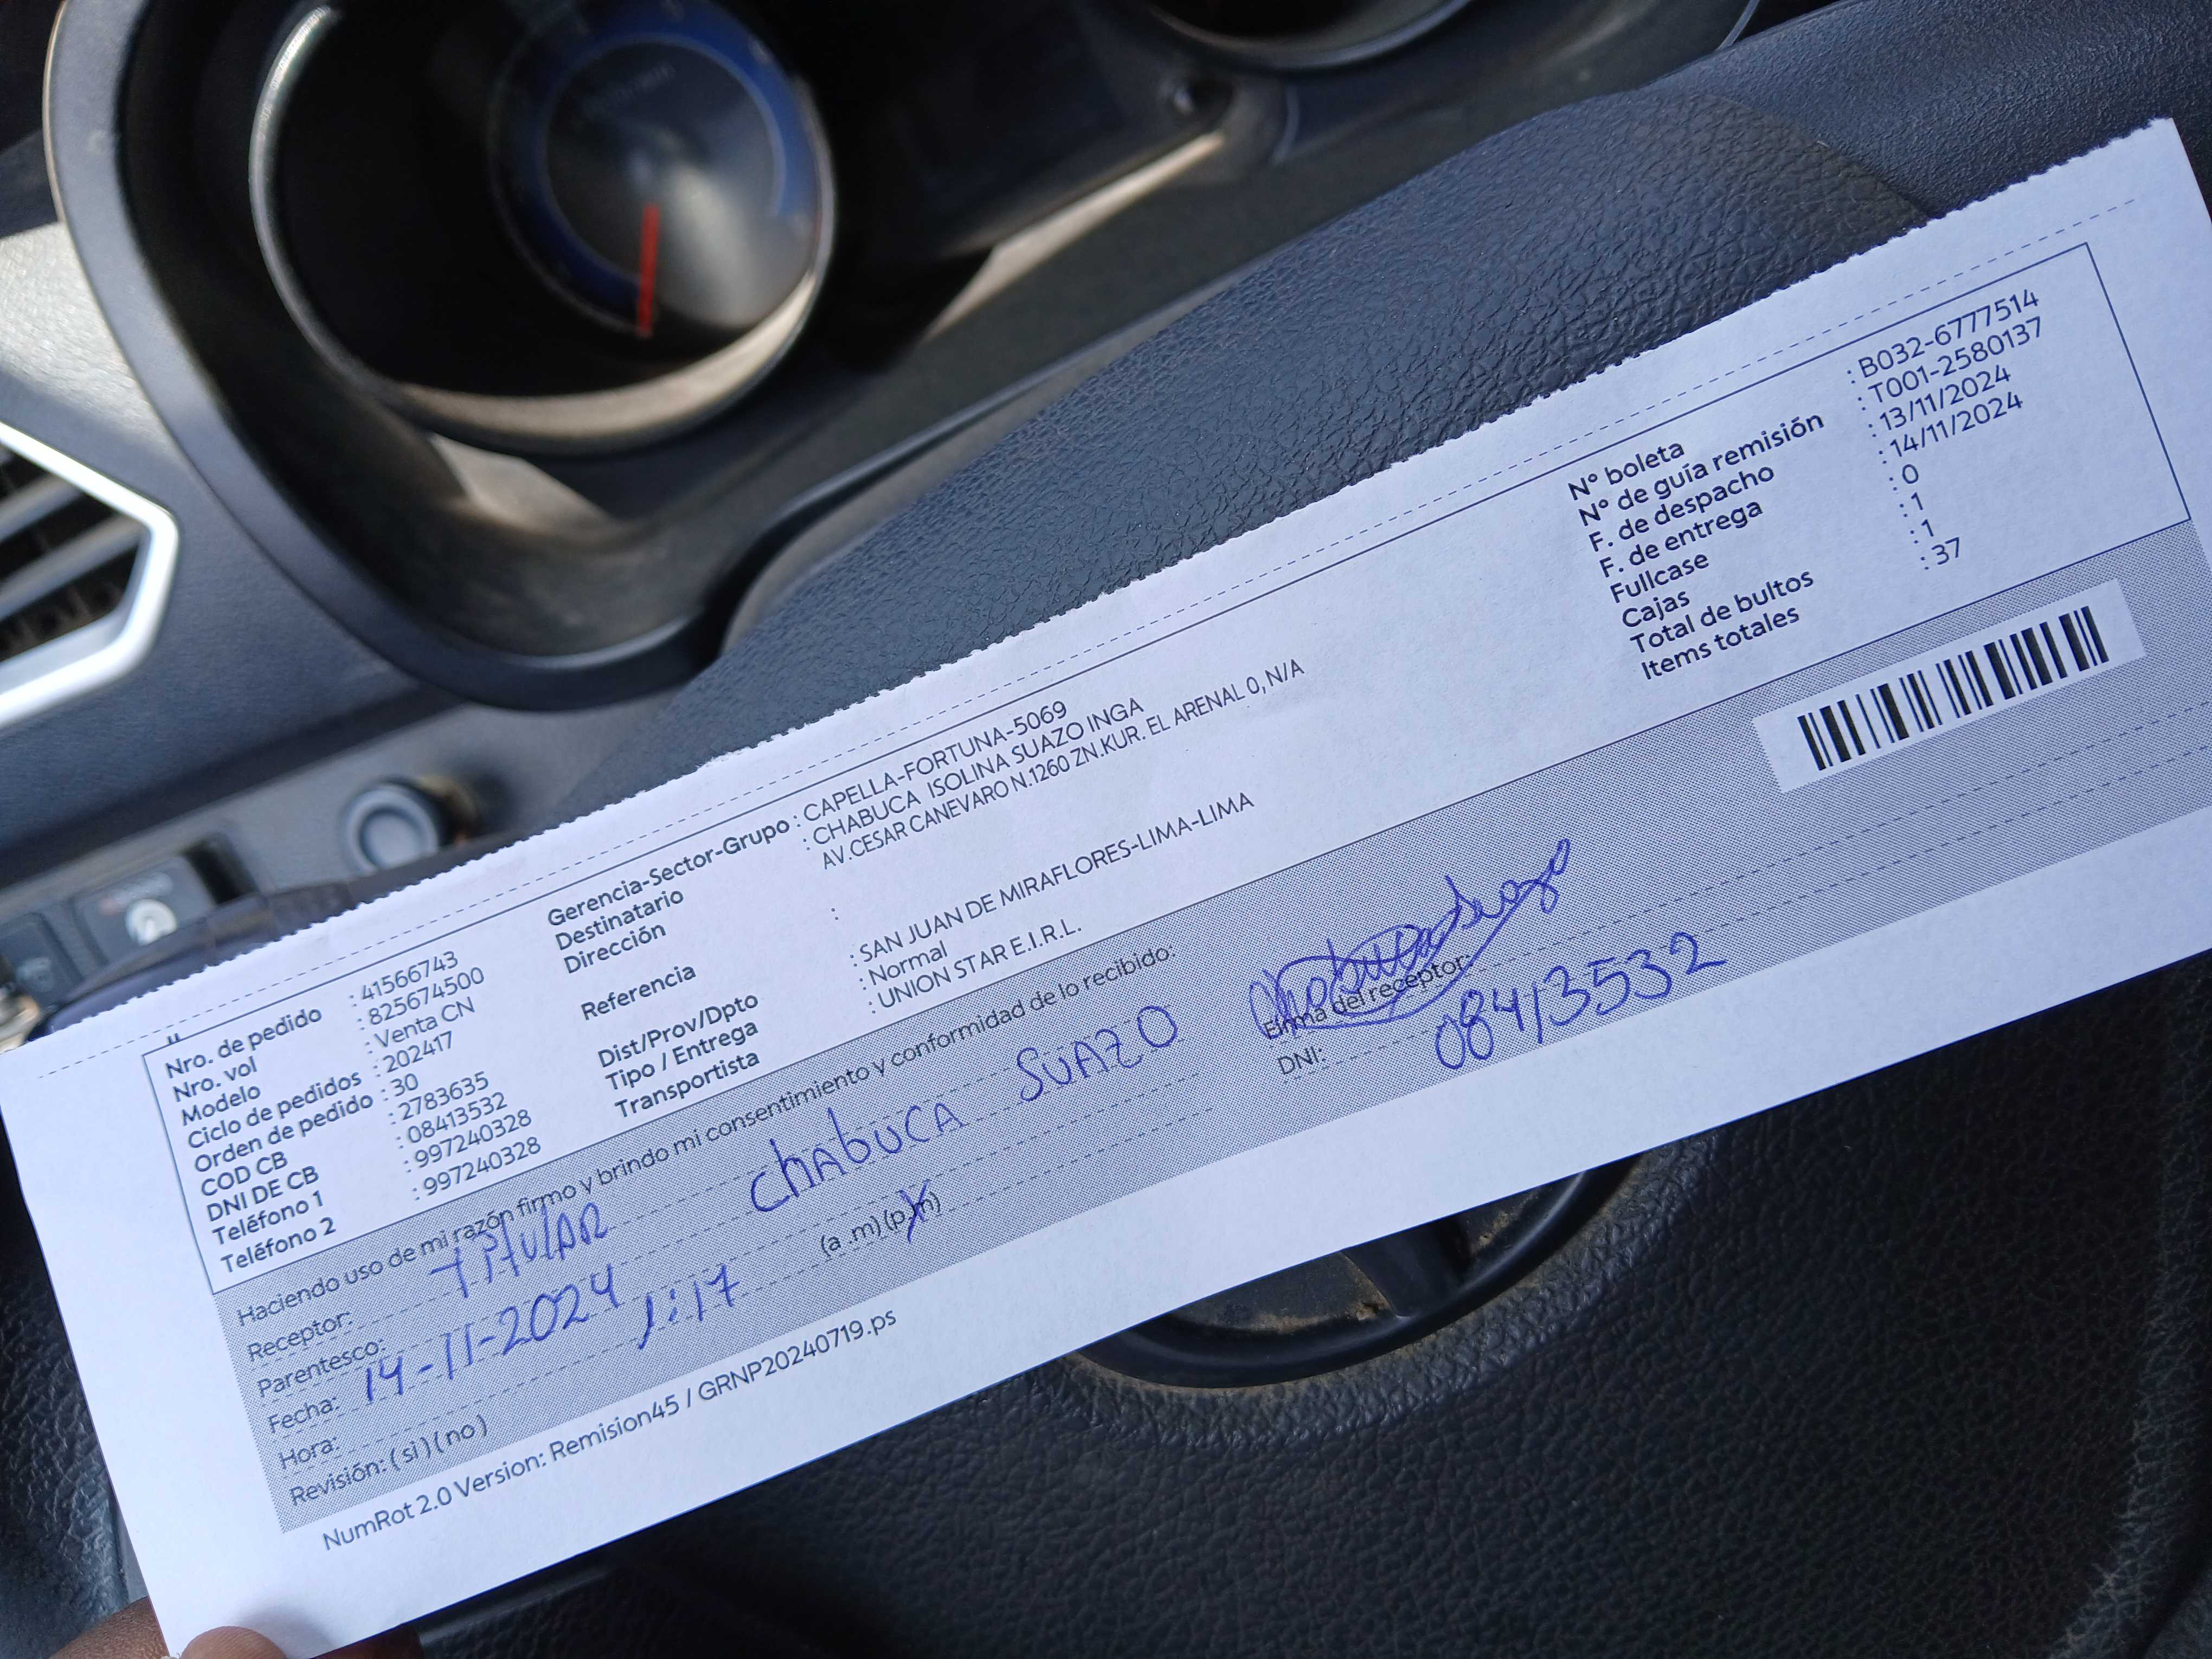 Nro. de pedido : 41566743
Nro. vol : 825674500
Modelo : Venta CN
Ciclo de pedidos : 202417
Orden de pedido : 30
COD CB : 2783635
DNI DE CB : 08413532
Teléfono 1 : 997240328
Teléfono 2 : 997240328
Gerencia-Sector-Grupo : CAPELLA-FORTUNA-5069
Destinatario : CHABUCA ISOLINA SUAZO INGA
Dirección AV.CESAR CANEVARO N.1260 ZN.KUR. EL ARENAL 0, N/A
Referencia :
Dist/Prov/Dpto : SAN JUAN DE MIRAFLORES-LIMA-LIMA
Tipo / Entrega : Normal
Transportista : UNION STAR E.I.R.L.
N° boleta : B032-6777514
N° de guía remisión : T001-2580137
F. de despacho : 13/11/2024
F. de entrega : 14/11/2024
Fullcase : 0
Cajas : 1
Total de bultos : 1
Items totales : 37
Haciendo uso de mi razón firmo y brindo mi consentimiento y conformidad de lo recibido:
Receptor: chAbUCA SUAZO
Parentesco: TITUlAR
Fecha: 14-11-2024
Hora: 1:17 (a .m) (p.m)
Revisión: ( si ) ( no )
Firma del receptor: Chabuca Suazo
DNI: 08413532
NumRot 2.0 Version: Remision45 / GRNP20240719.ps